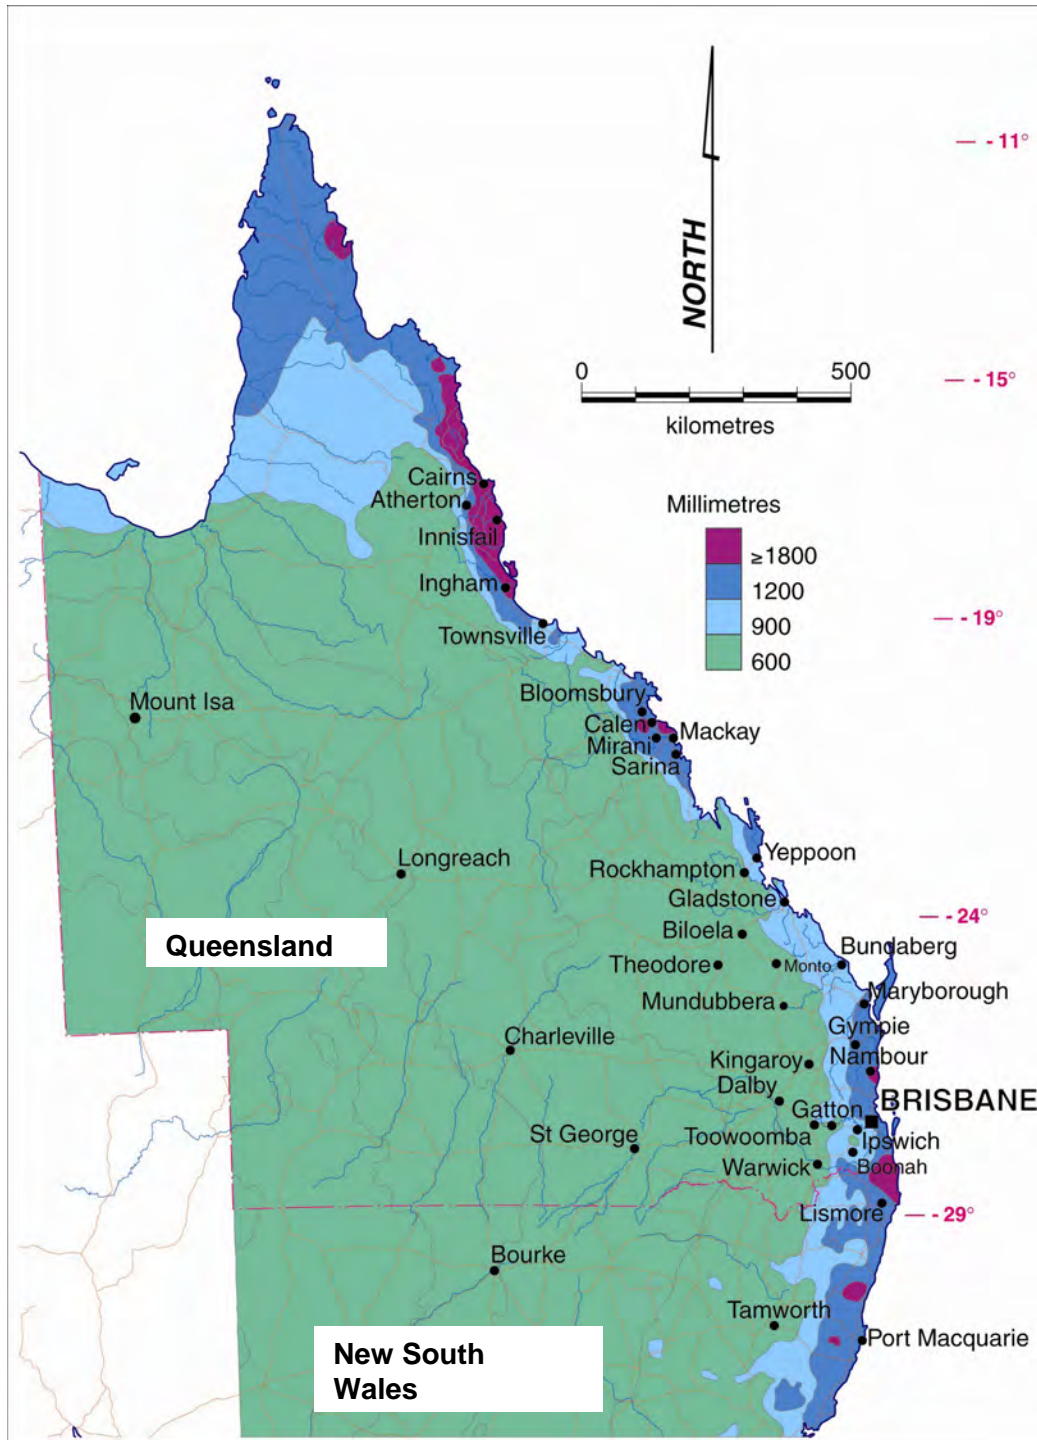 - 11°
NORTH
0 500
kilometres
- 15°
Cairns
Atherton
Innisfail
Ingham
Townsville
Millimetres
≥1800
1200
900
600
- 19°
Mount Isa
Bloomsbury
Calen
Mackay
Mirani
Sarina
Longreach
Yeppoon
Rockhampton
Gladstone
- 24°
Queensland
Biloela
Bundaberg
Theodore
Monto
Maryborough
Mundubbera
Gympie
Charleville
Nambour
Kingaroy
Dalby
BRISBANE
Gatton
St George
Toowoomba
Ipswich
Warwick
Boonah
Lismore
- 29°
Bourke
Tamworth
Port Macquarie
New South
Wales